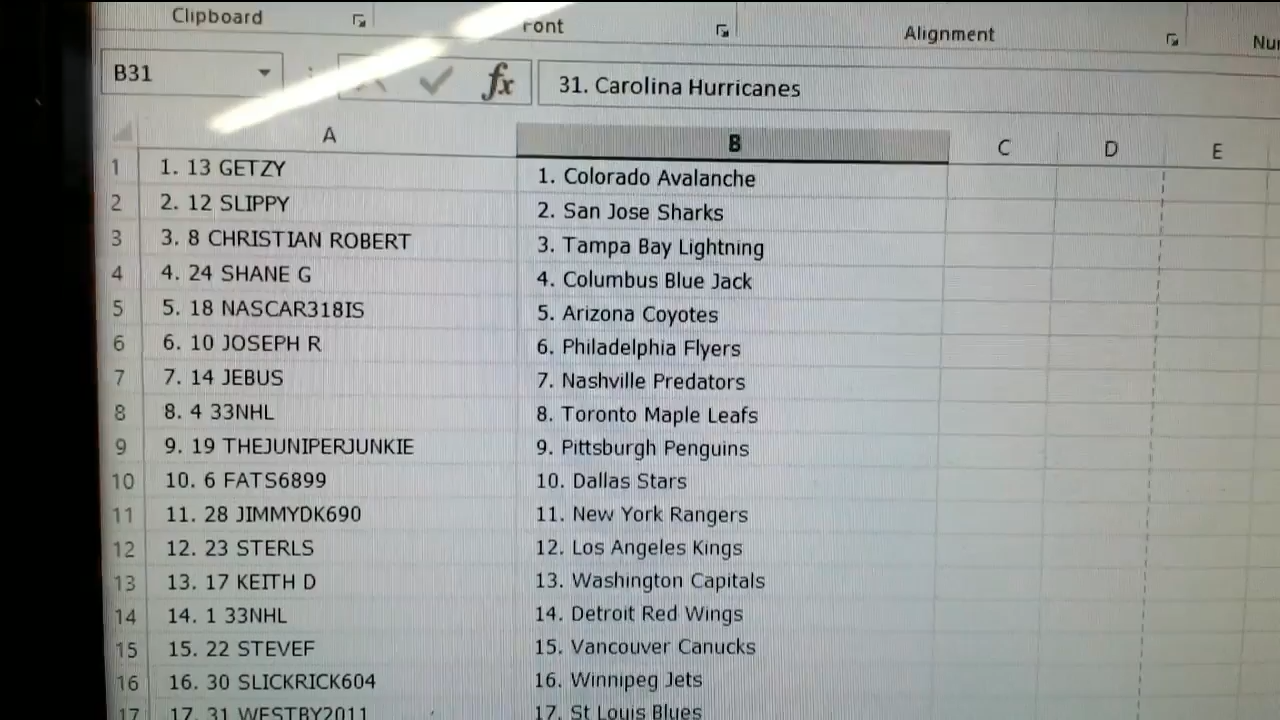 Clipboard
Font
Alignment
B31
fx
31. Carolina Hurricanes
A B C D E
1 1. 13 GETZY 1. Colorado Avalanche
2 2. 12 SLIPPY 2. San Jose Sharks
3 3. 8 CHRISTIAN ROBERT 3. Tampa Bay Lightning
4 4. 24 SHANE G 4. Columbus Blue Jack
5 5. 18 NASCAR318IS 5. Arizona Coyotes
6 6. 10 JOSEPH R 6. Philadelphia Flyers
7 7. 14 JEBUS 7. Nashville Predators
8 8. 4 33NHL 8. Toronto Maple Leafs
9 9. 19 THEJUNIPERJUNKIE 9. Pittsburgh Penguins
10 10. 6 FATS6899 10. Dallas Stars
11 11. 28 JIMMYDK690 11. New York Rangers
12 12. 23 STERLS 12. Los Angeles Kings
13 13. 17 KEITH D 13. Washington Capitals
14 14. 1 33NHL 14. Detroit Red Wings
15 15. 22 STEVEF 15. Vancouver Canucks
16 16. 30 SLICKRICK604 16. Winnipeg Jets
17 17. 31 WESTBY2011 17. St Louis Blues